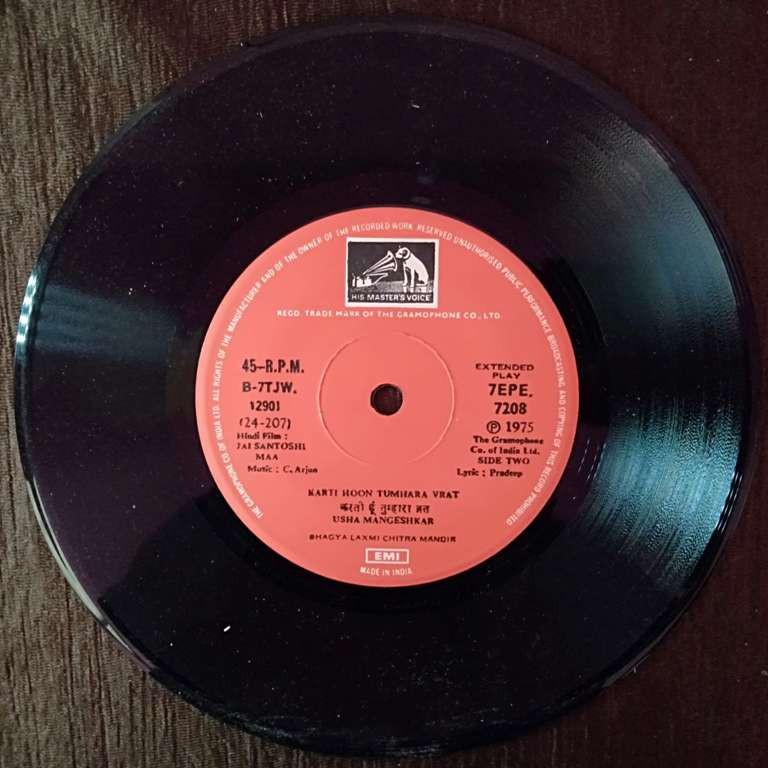 THE GRAMOPHONE CO OF INDIA LTD. ALL RIGHTS OF THE MANUFACTURER AND OF THE OWNER OF THE RECORDED WORK RESERVED UNAUTHORISED PUBLIC PERFORMANCE BROADCASTING AND COPYING OF THIS RECORD PROHIBITED
HIS MASTER'S VOICE
REGD. TRADE MARK OF THE GRAMOPHONE CO., LTD.
45-R.P.M.
B-7TJW.
12901
(24-207)
Hindi Film :
JAI SANTOSHI
MAA
Music : C. Arjun
EXTENDED
PLAY
7EPE.
7208
℗ 1975
The Gramophone
Co. of India Ltd.
SIDE TWO
Lyric : Pradeep
KARTI HOON TUMHARA VRAT
करती हूँ तुम्हारा व्रत
USHA MANGESHKAR
BHAGYA LAXMI CHITRA MANDIR
EMI
MADE IN INDIA